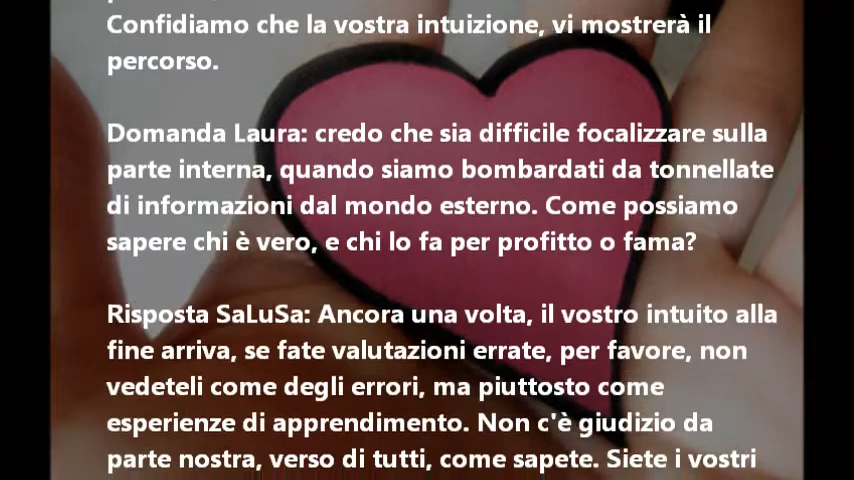 Confidiamo che la vostra intuizione, vi mostrerà il
percorso.
Domanda Laura: credo che sia difficile focalizzare sulla
parte interna, quando siamo bombardati da tonnellate
di informazioni dal mondo esterno. Come possiamo
sapere chi è vero, e chi lo fa per profitto o fama?
Risposta SaLuSa: Ancora una volta, il vostro intuito alla
fine arriva, se fate valutazioni errate, per favore, non
vedeteli come degli errori, ma piuttosto come
esperienze di apprendimento. Non c'è giudizio da
parte nostra, verso di tutti, come sapete. Siete i vostri